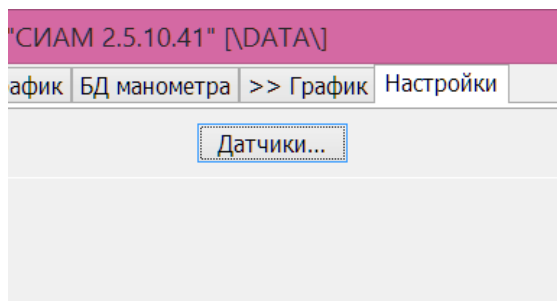 "СИАМ 2.5.10.41" [\DATA\]
афик БД манометра >> График Настройки
Датчики...